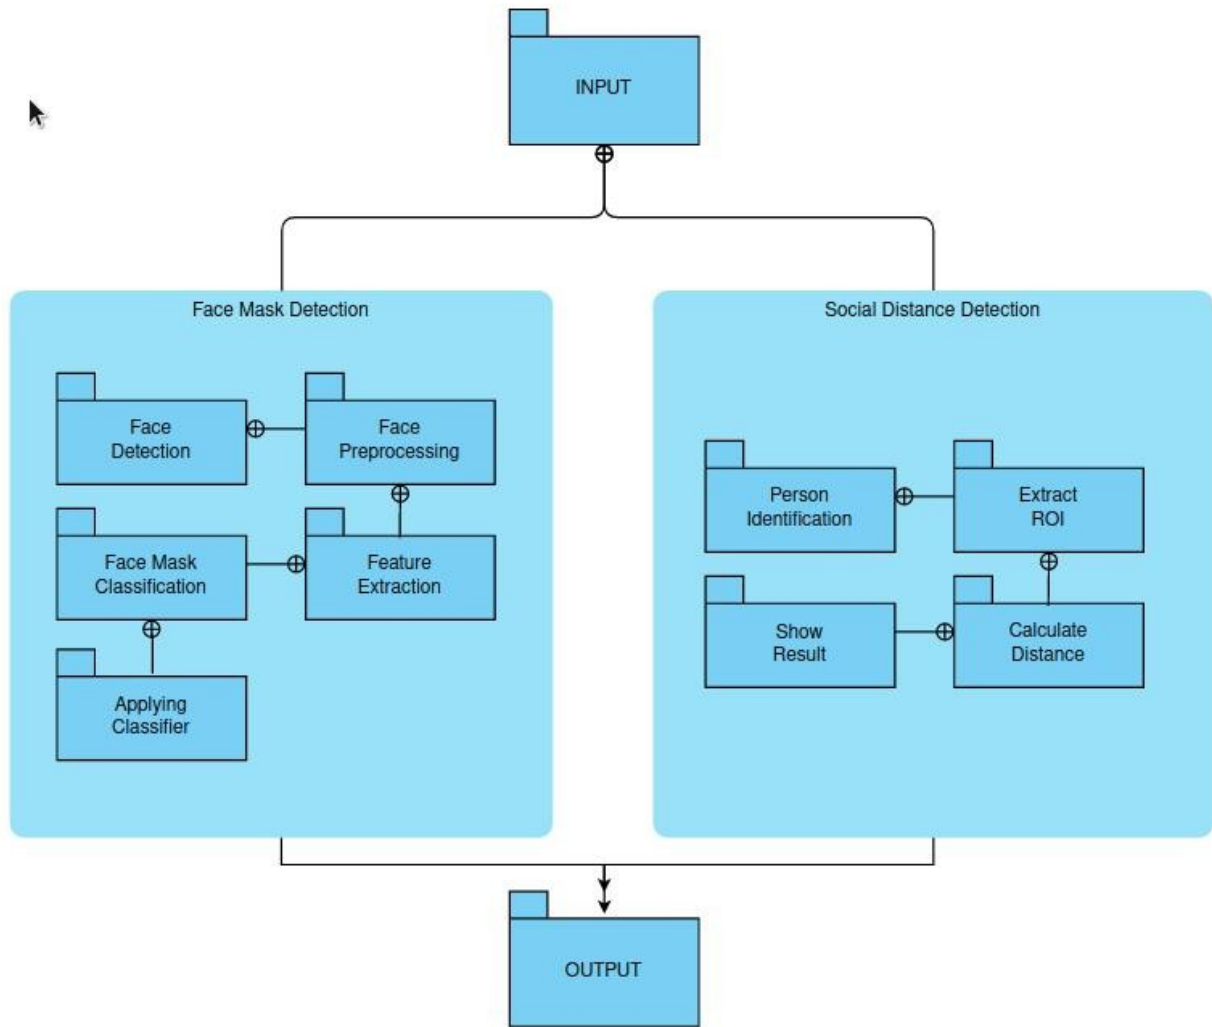 INPUT
Face Mask Detection
Face
Detection
Face
Preprocessing
Face Mask
Classification
Feature
Extraction
Applying
Classifier
Social Distance Detection
Person
Identification
Extract
ROI
Show
Result
Calculate
Distance
OUTPUT